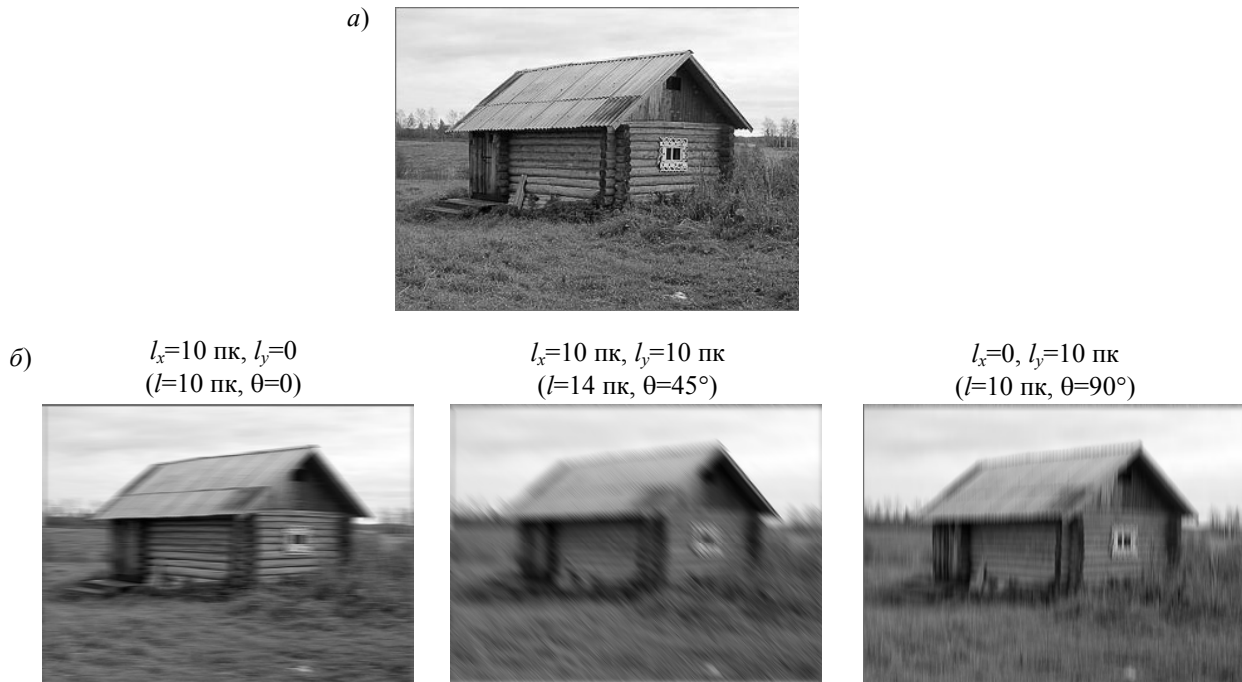 а)
б)
lx=10 пк, ly=0
(l=10 пк, θ=0)
lx=10 пк, ly=10 пк
(l=14 пк, θ=45°)
lx=0, ly=10 пк
(l=10 пк, θ=90°)